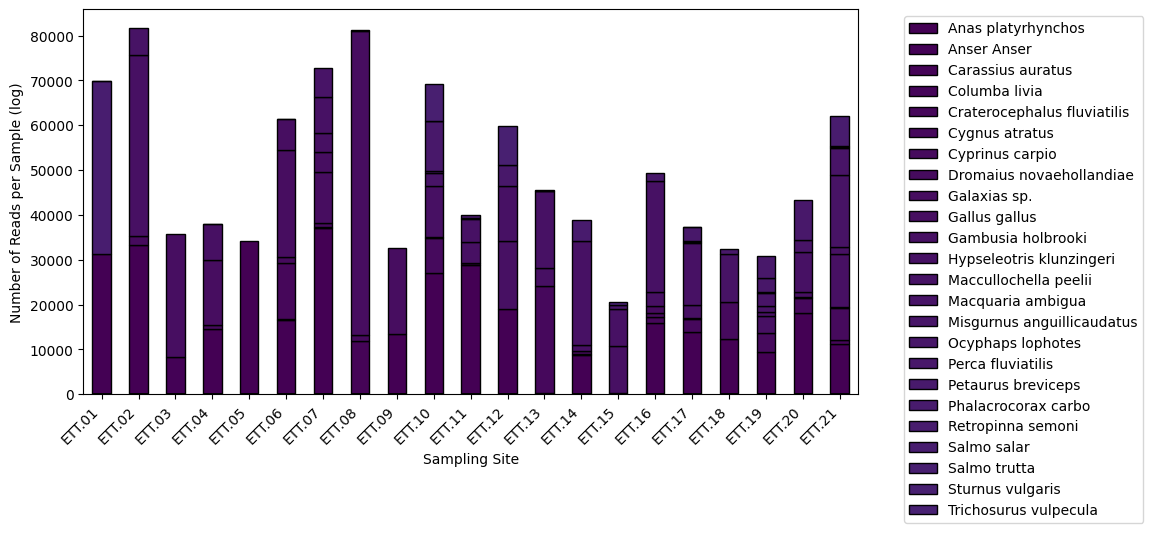 Number of Reads per Sample (log)
80000
70000
60000
50000
40000
30000
20000
10000
0
ETT.01
ETT.02
ETT.03
ETT.04
ETT.05
ETT.06
ETT.07
ETT.08
ETT.09
ETT.10
ETT.11
ETT.12
ETT.13
ETT.14
ETT.15
ETT.16
ETT.17
ETT.18
ETT.19
ETT.20
ETT.21
Sampling Site
Anas platyrhynchos
Anser Anser
Carassius auratus
Columba livia
Craterocephalus fluviatilis
Cygnus atratus
Cyprinus carpio
Dromaius novaehollandiae
Galaxias sp.
Gallus gallus
Gambusia holbrooki
Hypseleotris klunzingeri
Maccullochella peelii
Macquaria ambigua
Misgurnus anguillicaudatus
Ocyphaps lophotes
Perca fluviatilis
Petaurus breviceps
Phalacrocorax carbo
Retropinna semoni
Salmo salar
Salmo trutta
Sturnus vulgaris
Trichosurus vulpecula